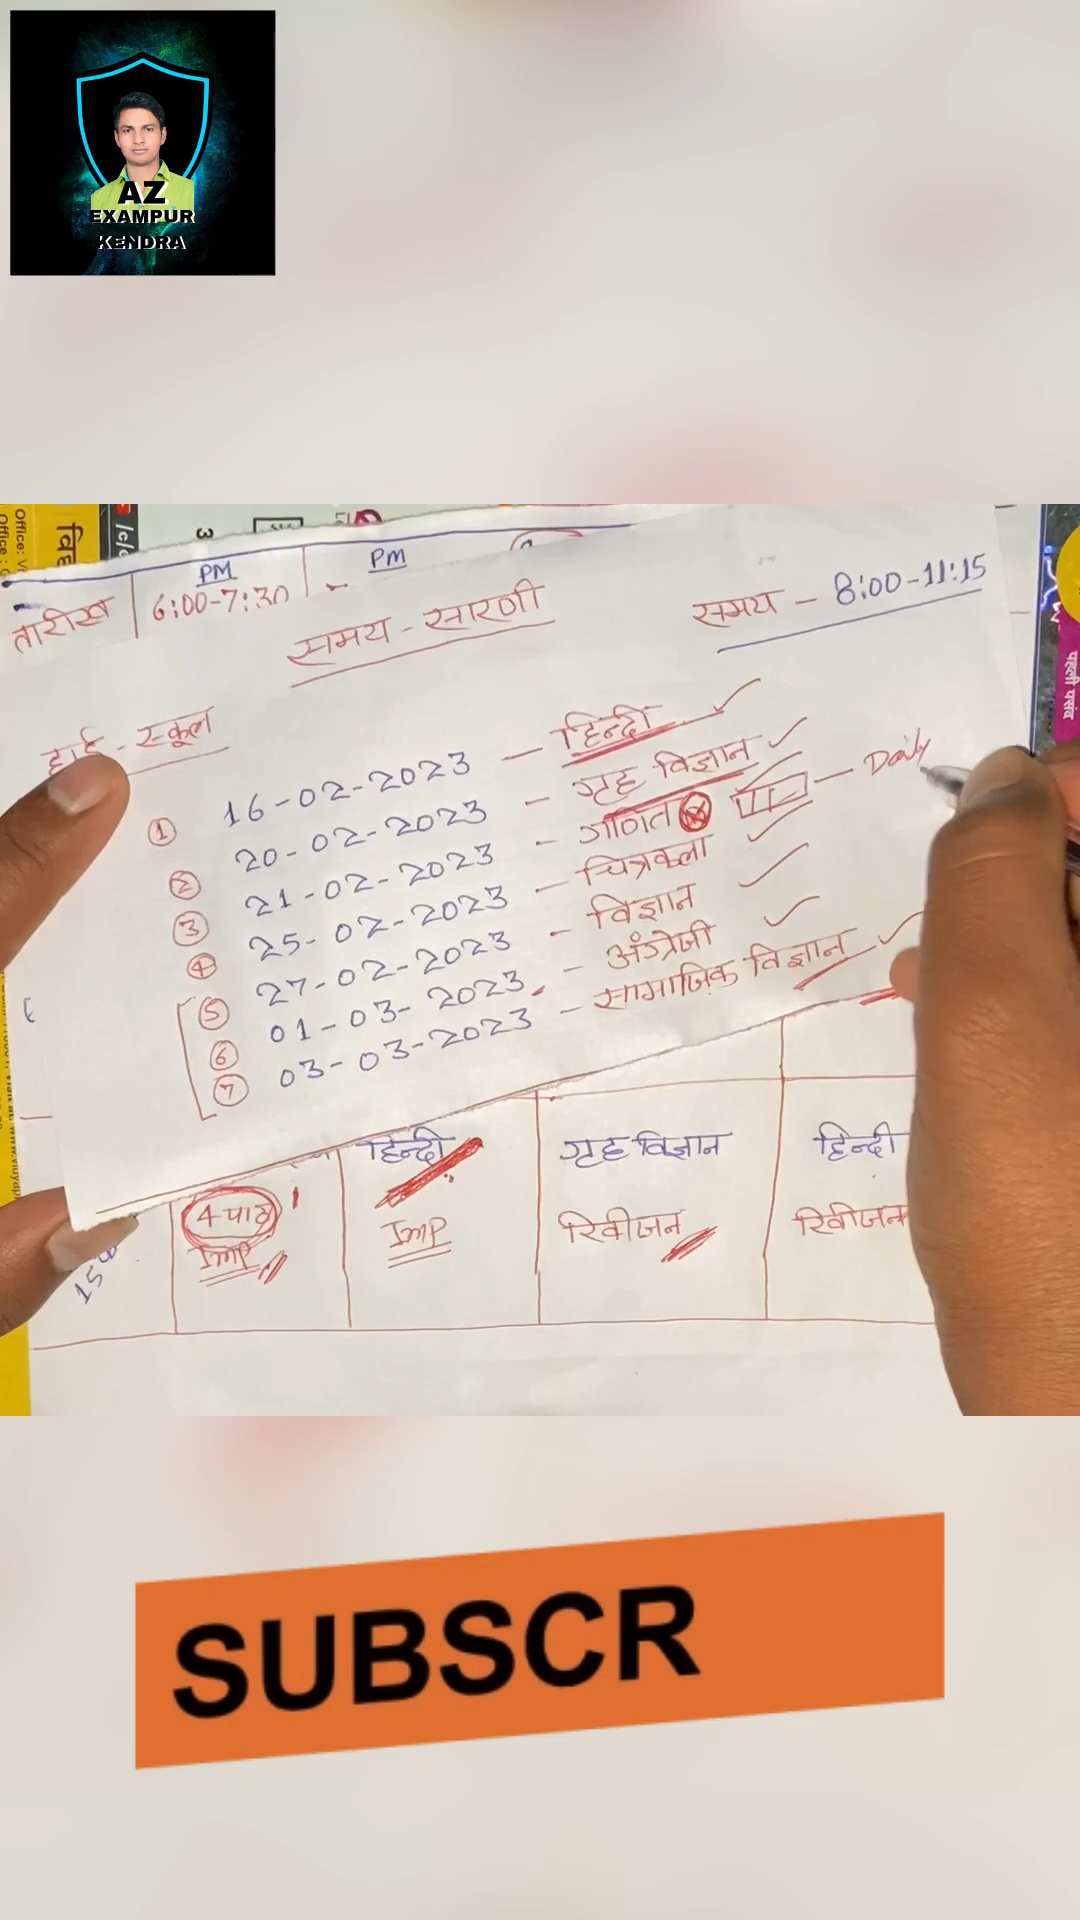 AZ
EXAMPUR
KENDRA
PM
PM
तारीख
6:00-7:30
समय - सारणी
समय - 8:00-11:15
हाई - स्कूल
① 16-02-2023 - हिन्दी
② 20-02-2023 - गृह विज्ञान
③ 21-02-2023 - गणित - Daily
④ 25-02-2023 - चित्रकला
⑤ 27-02-2023 - विज्ञान
⑥ 01-03-2023 - अंग्रेजी
⑦ 03-03-2023 - सामाजिक विज्ञान
हिन्दी
गृह विज्ञान
हिन्दी
4-पाठ
Imp
Imp
रिवीजन
रिवीजन
SUBSCR